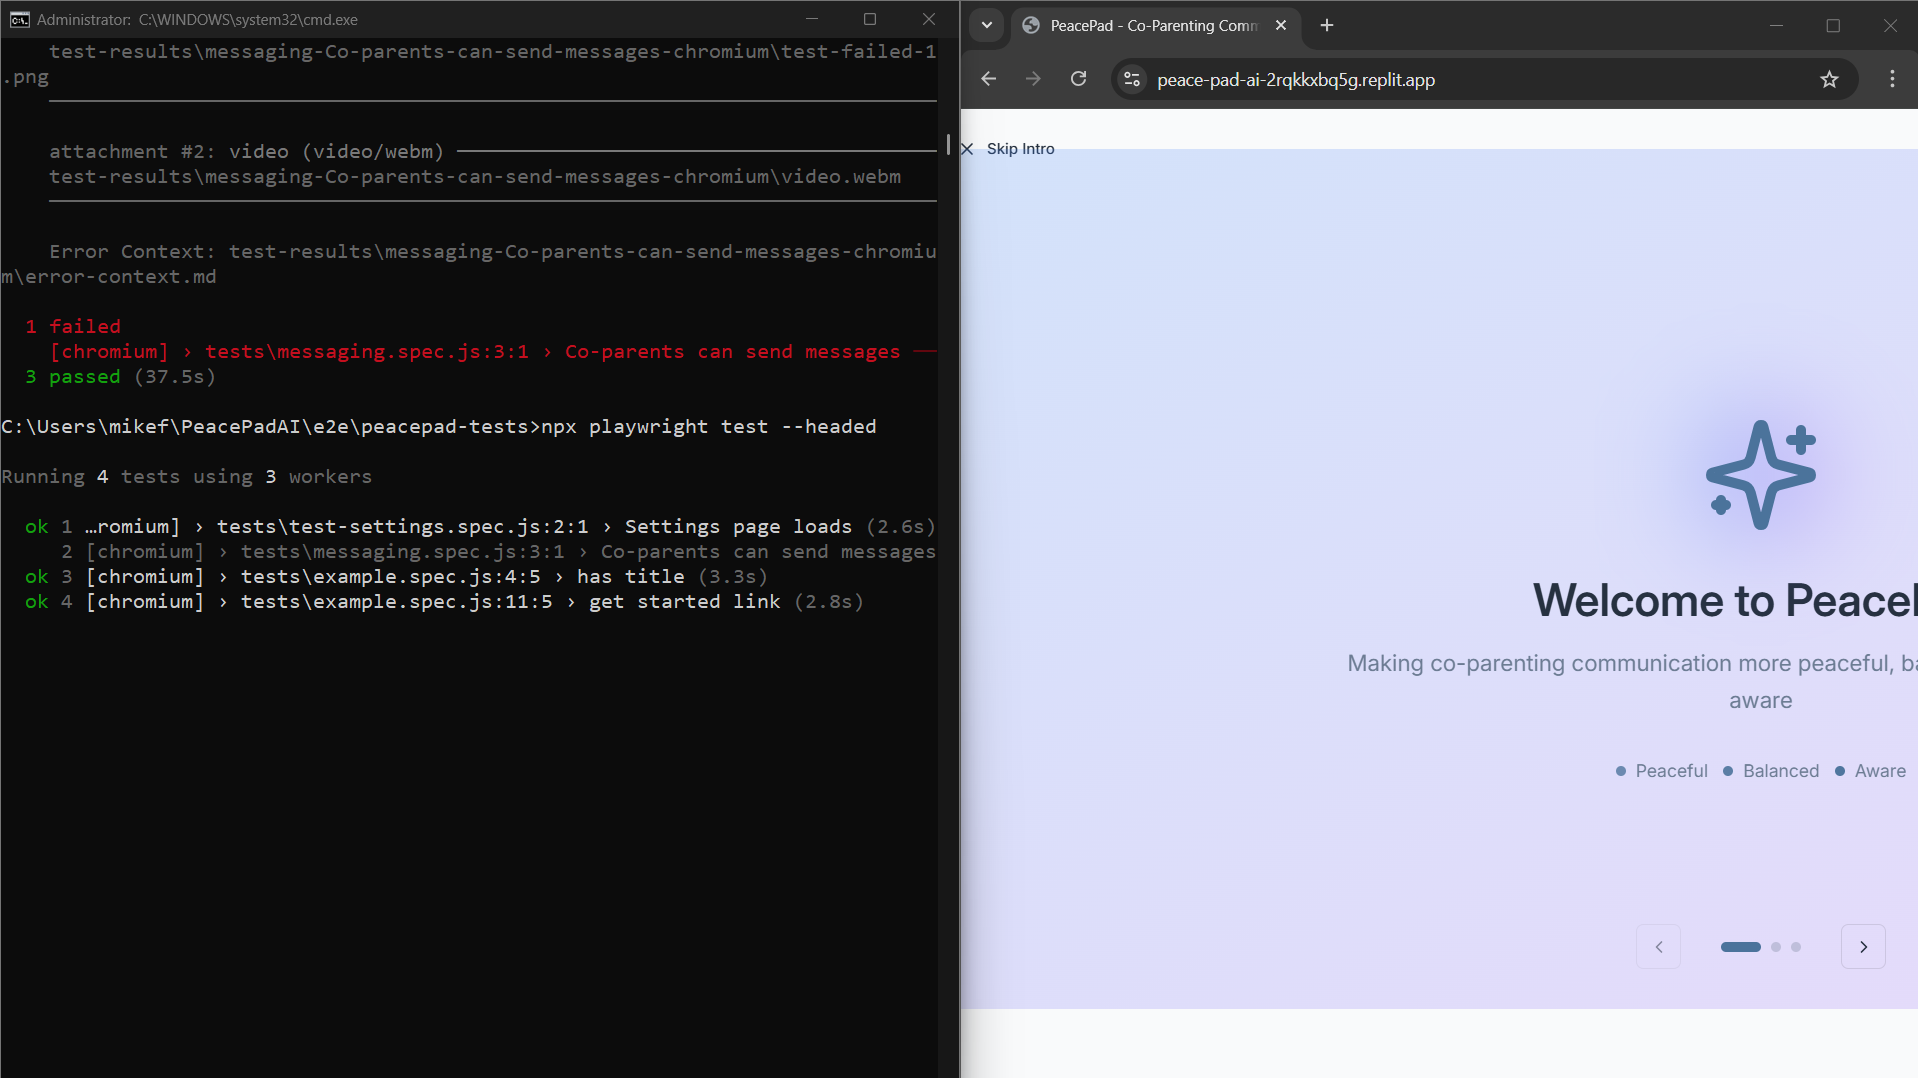 Administrator: C:\WINDOWS\system32\cmd.exe
test-results\messaging-Co-parents-can-send-messages-chromium\test-failed-1
.png
attachment #2: video (video/webm)
test-results\messaging-Co-parents-can-send-messages-chromium\video.webm
Error Context: test-results\messaging-Co-parents-can-send-messages-chromiu
m\error-context.md
1 failed
[chromium] › tests\messaging.spec.js:3:1 › Co-parents can send messages
3 passed (37.5s)
C:\Users\mikef\PeacePadAI\e2e\peacepad-tests>npx playwright test --headed
Running 4 tests using 3 workers
ok 1 …romium] › tests\test-settings.spec.js:2:1 › Settings page loads (2.6s)
2 [chromium] › tests\messaging.spec.js:3:1 › Co-parents can send messages
ok 3 [chromium] › tests\example.spec.js:4:5 › has title (3.3s)
ok 4 [chromium] › tests\example.spec.js:11:5 › get started link (2.8s)
PeacePad - Co-Parenting Comm
peace-pad-ai-2rqkkxbq5g.replit.app
Skip Intro
Welcome to Peace
Making co-parenting communication more peaceful, ba
aware
Peaceful
Balanced
Aware